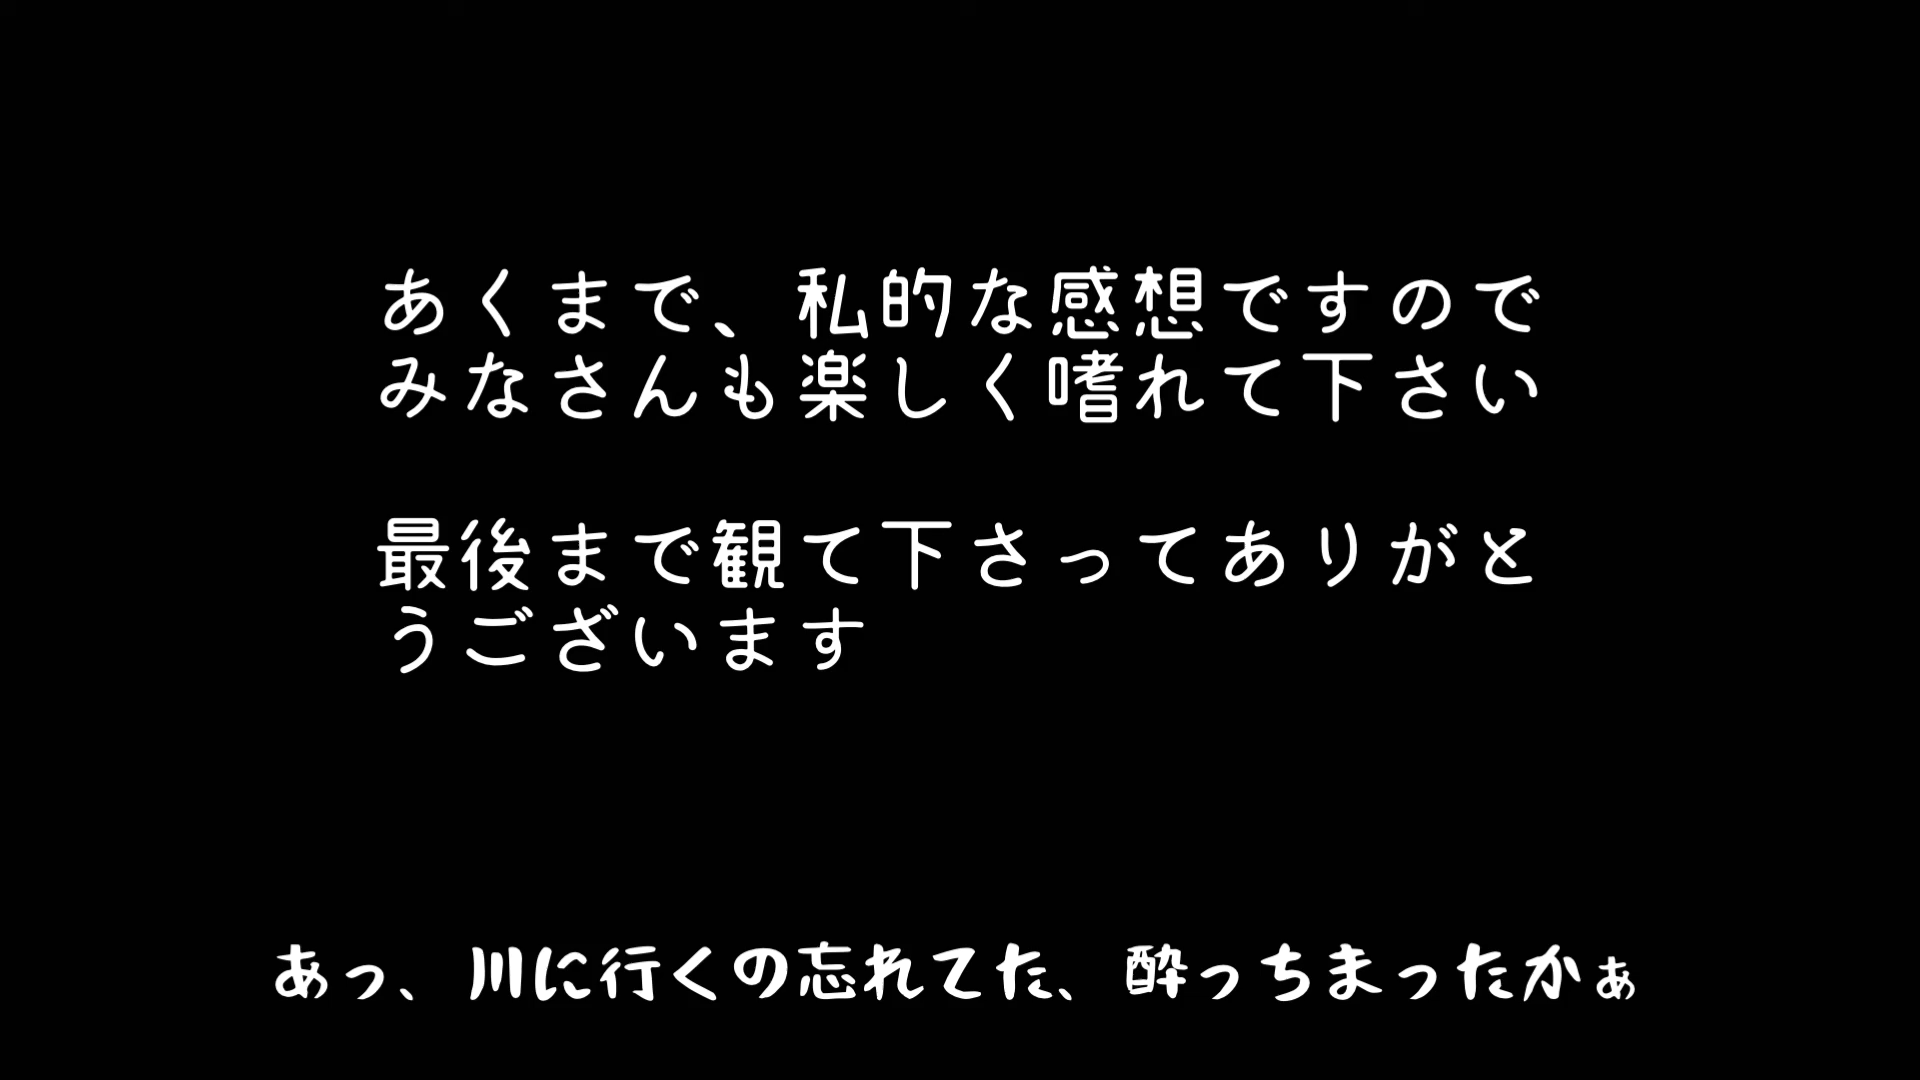 あくまで、私的な感想ですので
みなさんも楽しく嗜れて下さい
最後まで観て下さってありがと
うございます
あっ、川に行くの忘れてた、酔っちまったかぁ